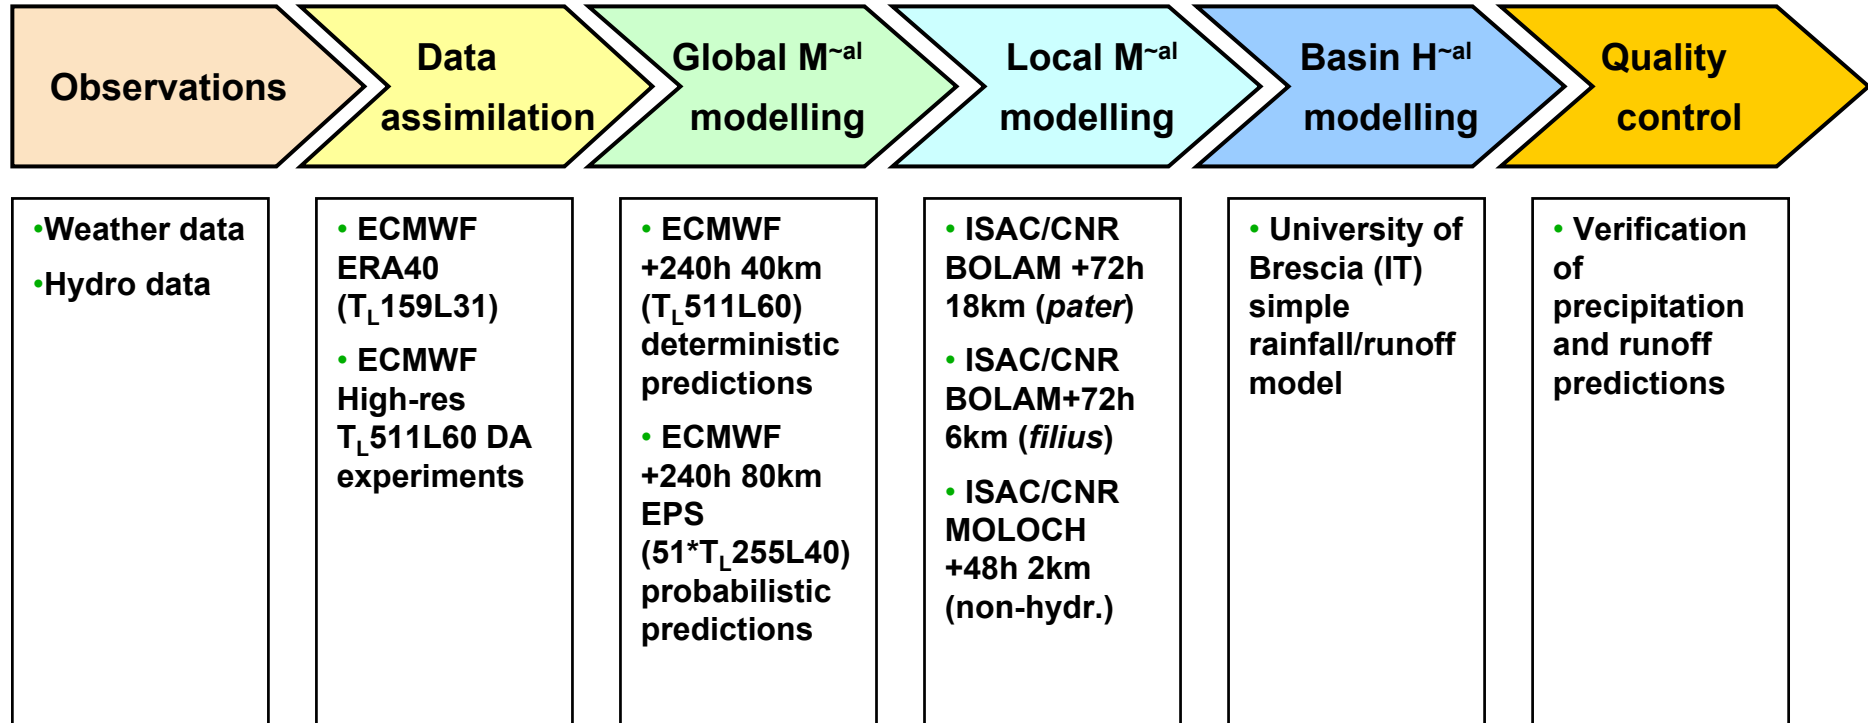 Observations
Data
assimilation
Global M~al
modelling
Local M~al
modelling
Basin H~al
modelling
Quality
control
•Weather data
•Hydro data
• ECMWF
ERA40
(TL159L31)
• ECMWF
High-res
TL511L60 DA
experiments
• ECMWF
+240h 40km
(TL511L60)
deterministic
predictions
• ECMWF
+240h 80km
EPS
(51*TL255L40)
probabilistic
predictions
• ISAC/CNR
BOLAM +72h
18km (pater)
• ISAC/CNR
BOLAM+72h
6km (filius)
• ISAC/CNR
MOLOCH
+48h 2km
(non-hydr.)
• University of
Brescia (IT)
simple
rainfall/runoff
model
• Verification
of
precipitation
and runoff
predictions